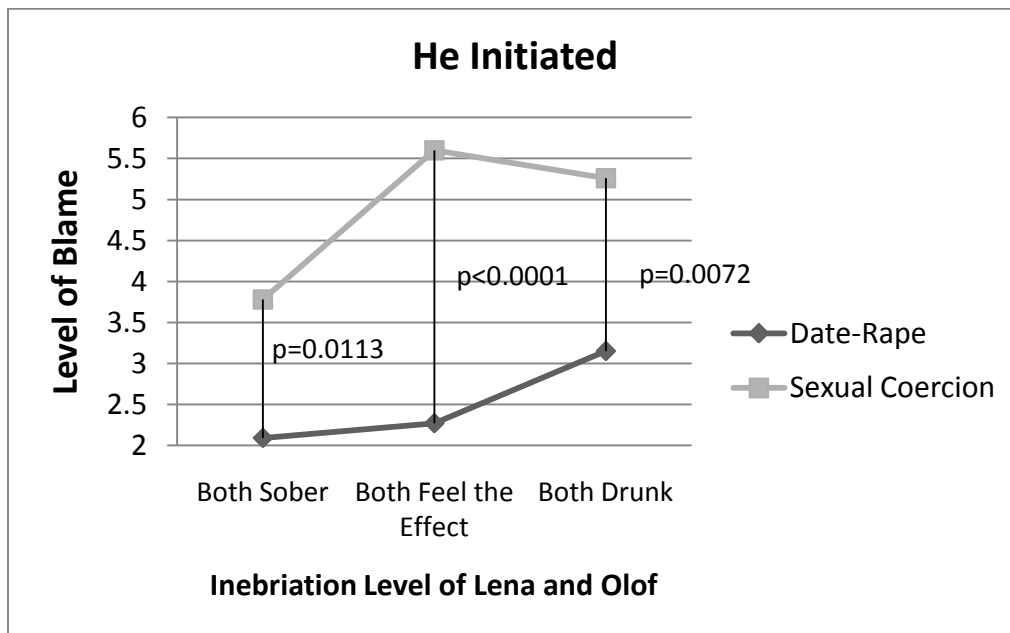 He Initiated
Level of Blame
6
5.5
5
4.5
4
3.5
3
2.5
2
p=0.0113
p<0.0001
p=0.0072
Date-Rape
Sexual Coercion
Both Sober
Both Feel the
Effect
Both Drunk
Inebriation Level of Lena and Olof